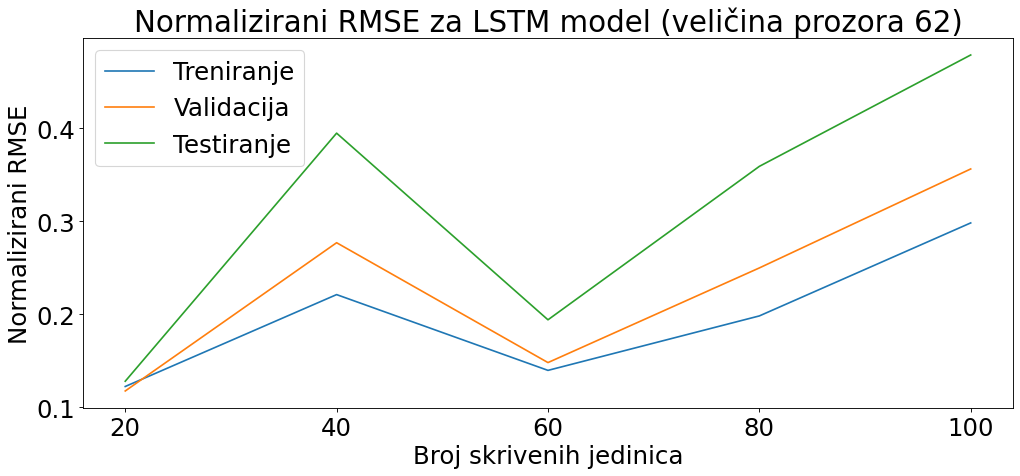 Normalizirani RMSE za LSTM model (veličina prozora 62)
Treniranje
Validacija
Testiranje
Normalizirani RMSE
0.4
0.3
0.2
0.1
20 40 60 80 100
Broj skrivenih jedinica